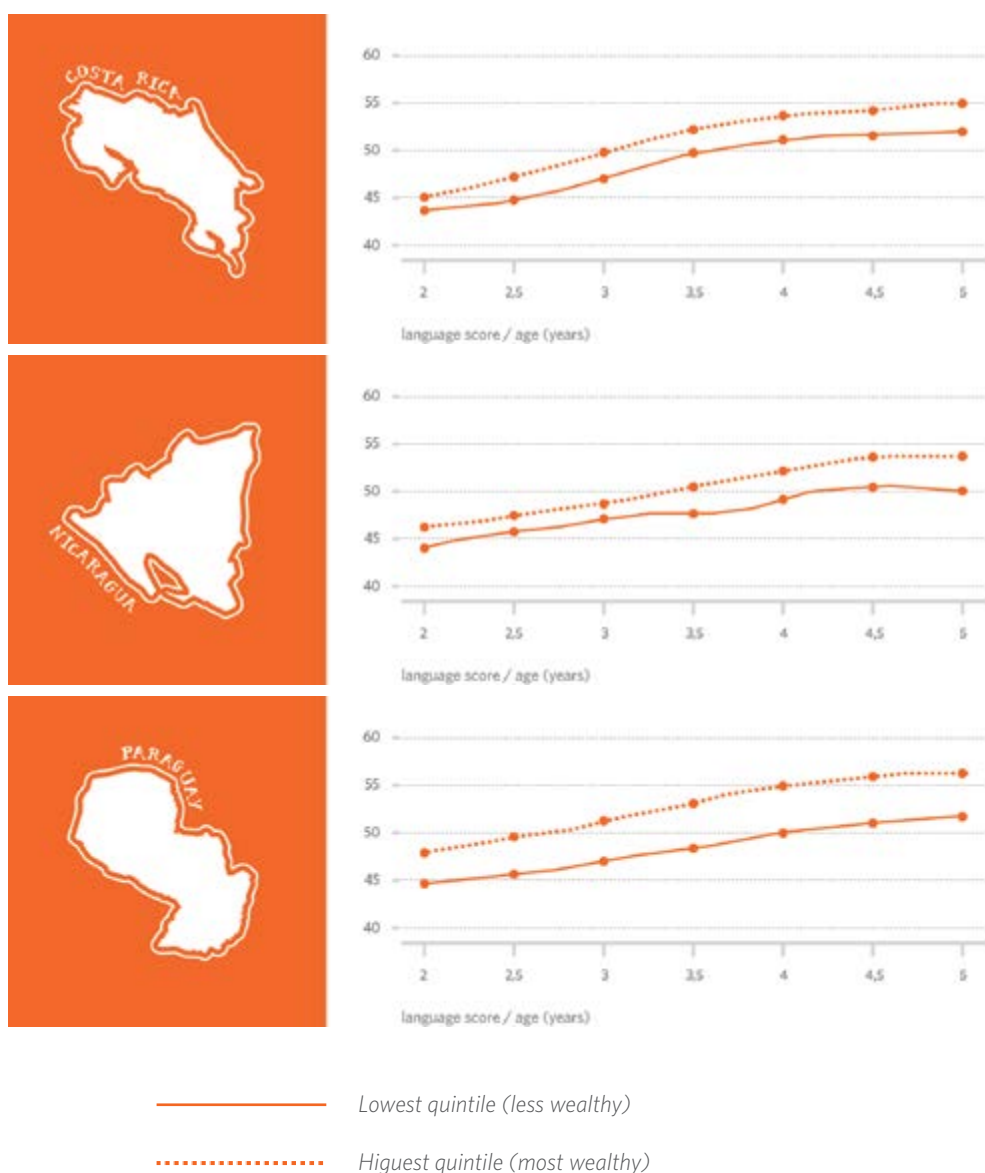 COSTA RICA
60
55
50
45
40
2 2,5 3 3,5 4 4,5 5
language score / age (years)
NICARAGUA
60
55
50
45
40
2 2,5 3 3,5 4 4,5 5
language score / age (years)
PARAGUAY
60
55
50
45
40
2 2,5 3 3,5 4 4,5 5
language score / age (years)
Lowest quintile (less wealthy)
Higuest quintile (most wealthy)